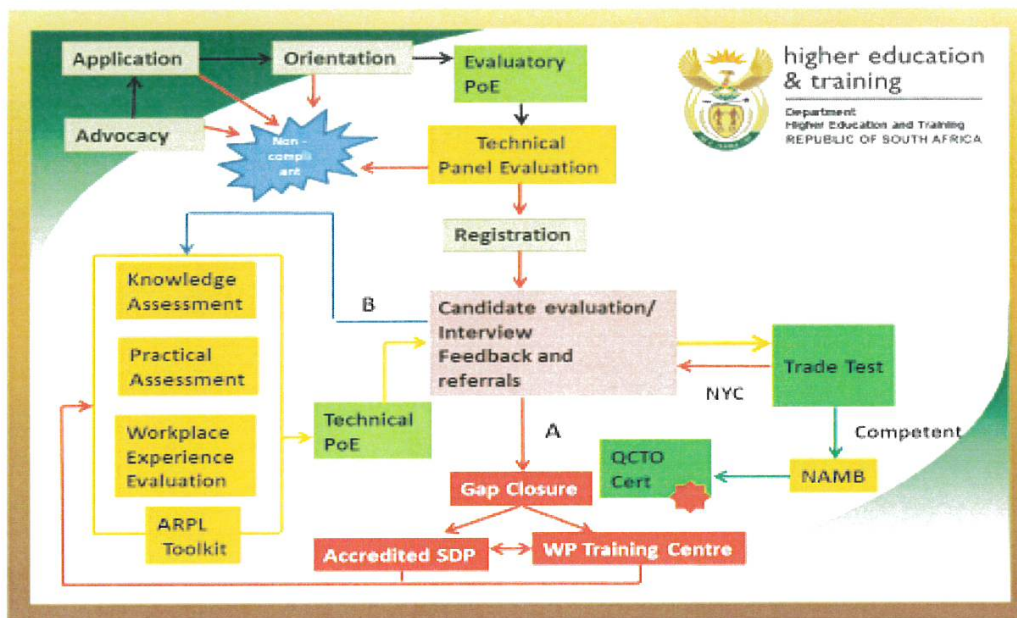 Application
Orientation
Evaluatory
PoE
higher education
& training
Department
Higher Education and Training
REPUBLIC OF SOUTH AFRICA
Advocacy
Non -
compli
ant
Technical
Panel Evaluation
Registration
Knowledge
Assessment
B
Candidate evaluation/
Interview
Feedback and
referrals
Practical
Assessment
Trade Test
NYC
Technical
PoE
Workplace
Experience
Evaluation
A
Competent
QCTO
Cert
NAMB
Gap Closure
ARPL
Toolkit
Accredited SDP
WP Training Centre